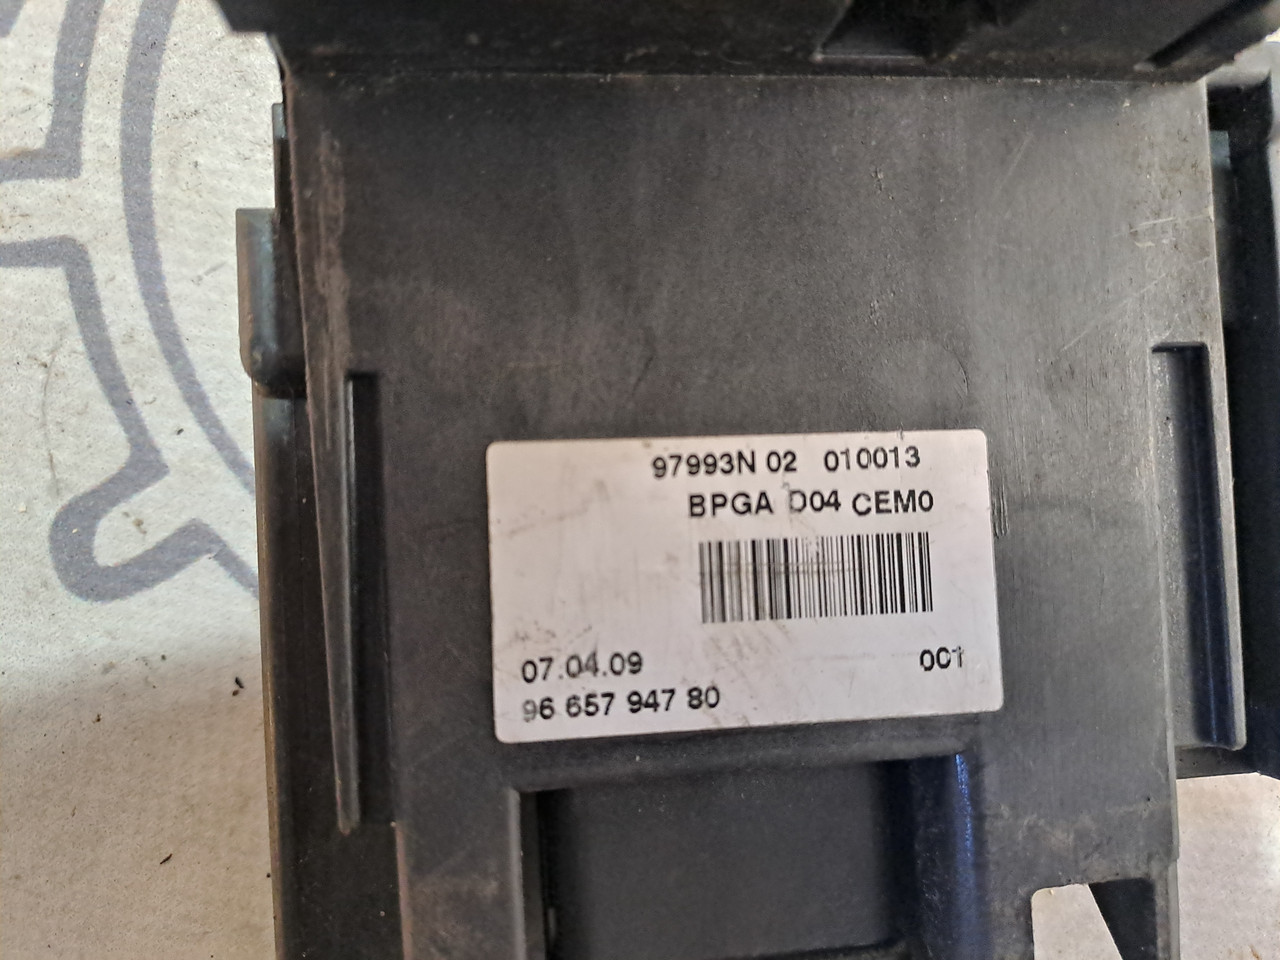 97993N 02 010013
BPGA D04 CEM0
07.04.09 001
96 657 947 80